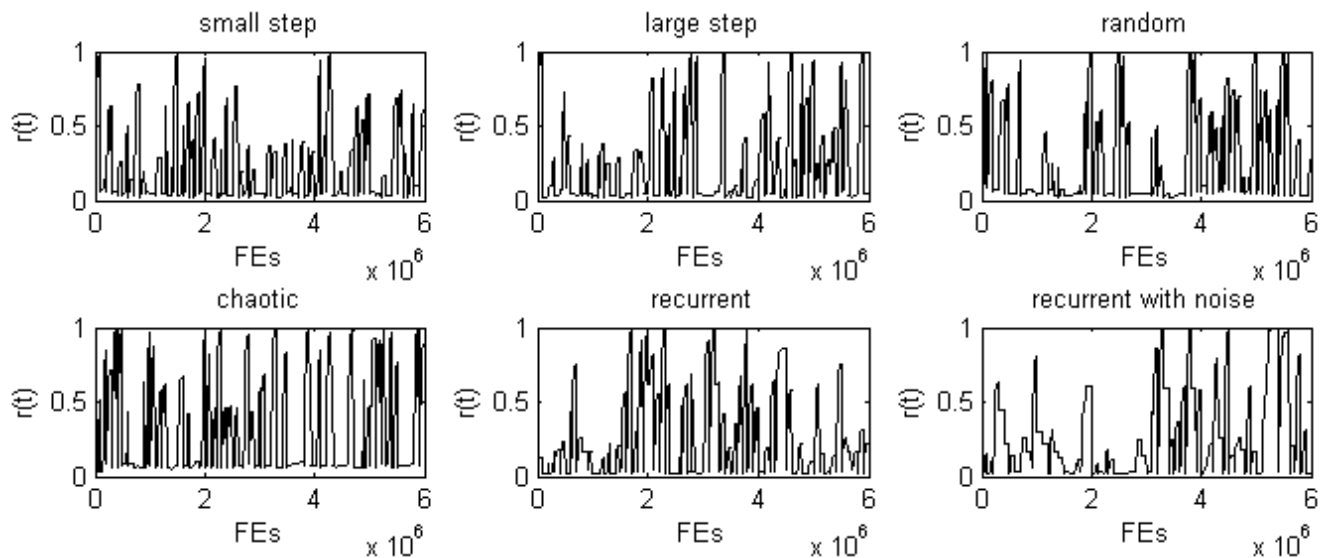 small step
large step
random
1
0.5
0
r(t)
0 2 4 6
FEs
x 10^6
1
0.5
0
r(t)
0 2 4 6
FEs
x 10^6
1
0.5
0
r(t)
0 2 4 6
FEs
x 10^6
chaotic
recurrent
recurrent with noise
1
0.5
0
r(t)
0 2 4 6
FEs
x 10^6
1
0.5
0
r(t)
0 2 4 6
FEs
x 10^6
1
0.5
0
r(t)
0 2 4 6
FEs
x 10^6